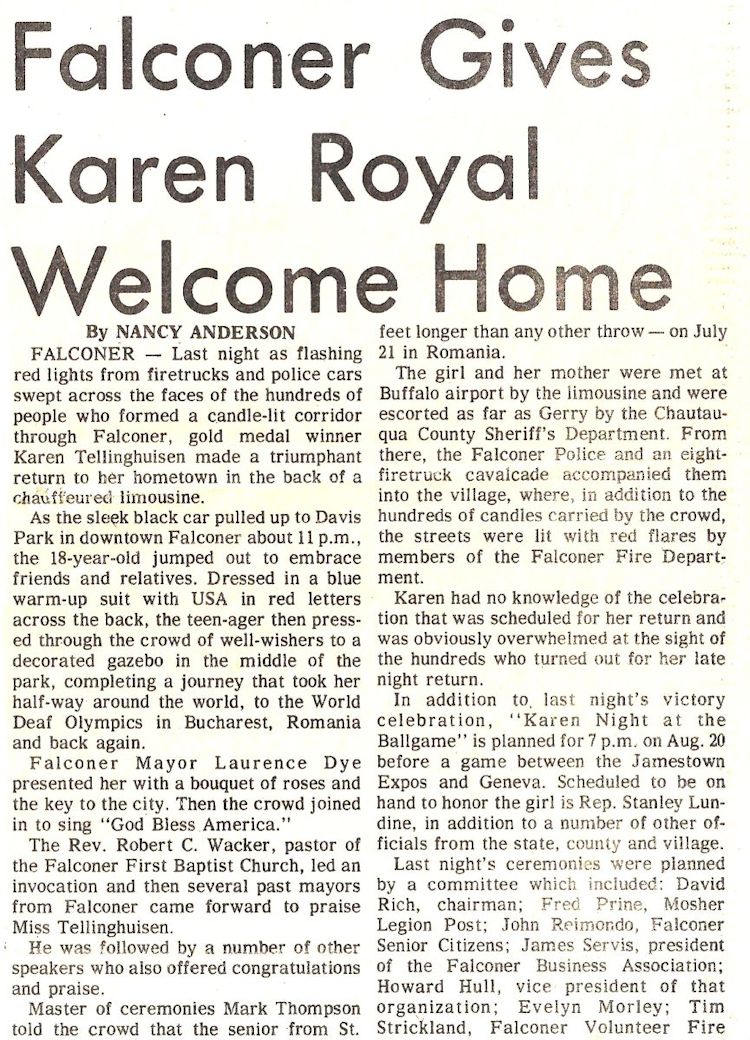 Falconer Gives
Karen Royal
Welcome Home
By NANCY ANDERSON
FALCONER — Last night as flashing
red lights from firetrucks and police cars
swept across the faces of the hundreds of
people who formed a candle-lit corridor
through Falconer, gold medal winner
Karen Tellinghuisen made a triumphant
return to her hometown in the back of a
chauffeured limousine.
As the sleek black car pulled up to Davis
Park in downtown Falconer about 11 p.m.,
the 18-year-old jumped out to embrace
friends and relatives. Dressed in a blue
warm-up suit with USA in red letters
across the back, the teen-ager then press-
ed through the crowd of well-wishers to a
decorated gazebo in the middle of the
park, completing a journey that took her
half-way around the world, to the World
Deaf Olympics in Bucharest, Romania
and back again.
Falconer Mayor Laurence Dye
presented her with a bouquet of roses and
the key to the city. Then the crowd joined
in to sing "God Bless America."
The Rev. Robert C. Wacker, pastor of
the Falconer First Baptist Church, led an
invocation and then several past mayors
from Falconer came forward to praise
Miss Tellinghuisen.
He was followed by a number of other
speakers who also offered congratulations
and praise.
Master of ceremonies Mark Thompson
told the crowd that the senior from St.
feet longer than any other throw — on July
21 in Romania.
The girl and her mother were met at
Buffalo airport by the limousine and were
escorted as far as Gerry by the Chautau-
qua County Sheriff's Department. From
there, the Falconer Police and an eight-
firetruck cavalcade accompanied them
into the village, where, in addition to the
hundreds of candles carried by the crowd,
the streets were lit with red flares by
members of the Falconer Fire Depart-
ment.
Karen had no knowledge of the celebra-
tion that was scheduled for her return and
was obviously overwhelmed at the sight of
the hundreds who turned out for her late
night return.
In addition to last night's victory
celebration, "Karen Night at the
Ballgame" is planned for 7 p.m. on Aug. 20
before a game between the Jamestown
Expos and Geneva. Scheduled to be on
hand to honor the girl is Rep. Stanley Lun-
dine, in addition to a number of other of-
ficials from the state, county and village.
Last night's ceremonies were planned
by a committee which included: David
Rich, chairman; Fred Prine, Mosher
Legion Post; John Reimondo, Falconer
Senior Citizens; James Servis, president
of the Falconer Business Association;
Howard Hull, vice president of that
organization; Evelyn Morley; Tim
Strickland, Falconer Volunteer Fire